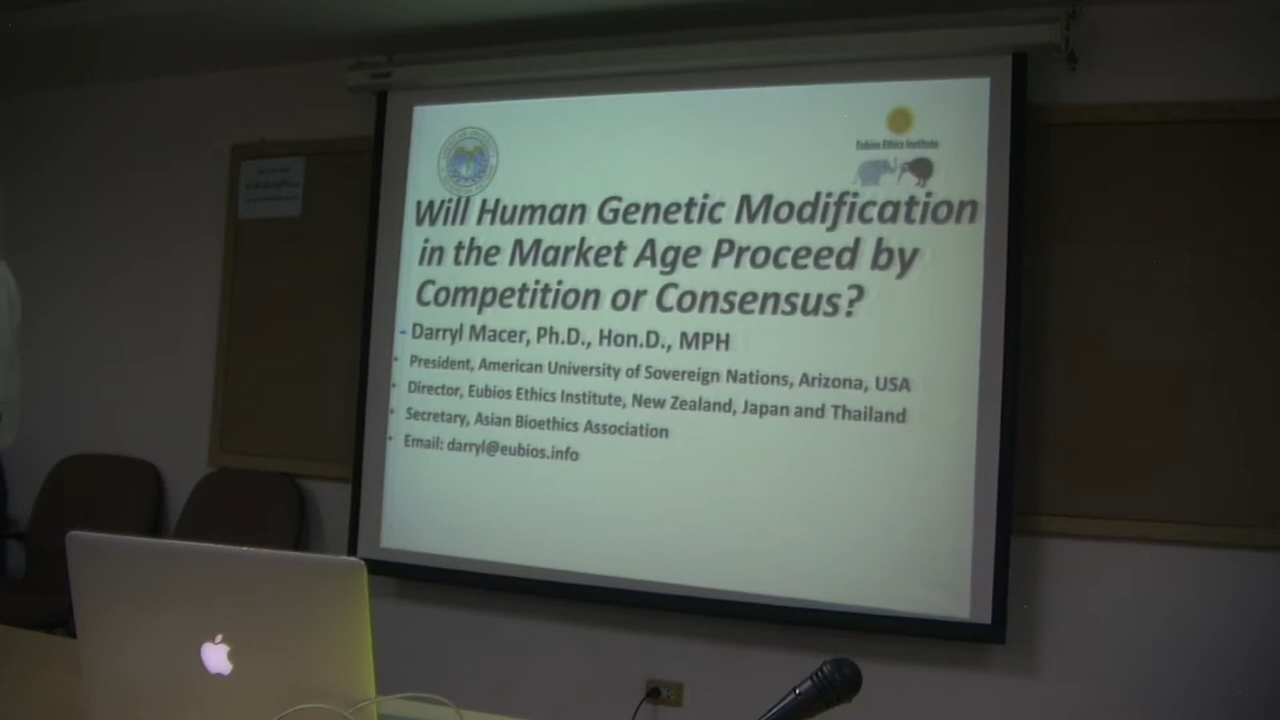 Eubios Ethics Institute
Will Human Genetic Modification
in the Market Age Proceed by
Competition or Consensus?
- Darryl Macer, Ph.D., Hon.D., MPH
• President, American University of Sovereign Nations, Arizona, USA
• Director, Eubios Ethics Institute, New Zealand, Japan and Thailand
• Secretary, Asian Bioethics Association
• Email: darryl@eubios.info